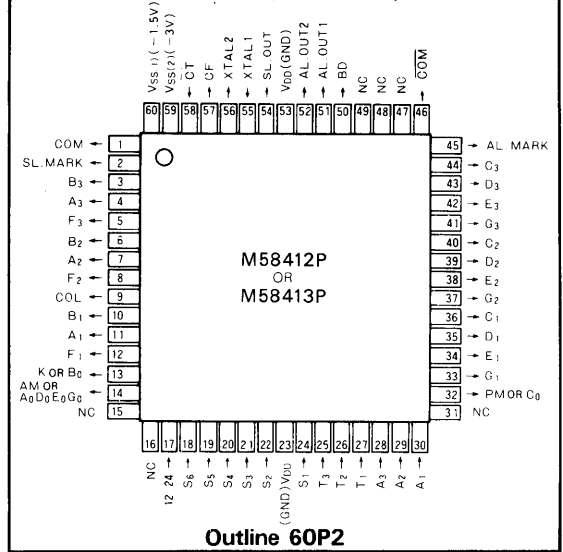 VSS(1)(−1.5V)
VSS(2)(−3V)
CT
CF
XTAL2
XTAL1
SL.OUT
VDD(GND)
AL.OUT2
AL.OUT1
BD
NC
NC
NC
COM
60 59 58 57 56 55 54 53 52 51 50 49 48 47 46
COM ← 1
SL.MARK ← 2
B3 ← 3
A3 ← 4
F3 ← 5
B2 ← 6
A2 ← 7
F2 ← 8
COL ← 9
B1 ← 10
A1 ← 11
F1 ← 12
K OR B0 ← 13
AM OR
A0D0E0G0 ← 14
NC 15
M58412P
OR
M58413P
45 → AL.MARK
44 → C3
43 → D3
42 → E3
41 → G3
40 → C2
39 → D2
38 → E2
37 → G2
36 → C1
35 → D1
34 → E1
33 → G1
32 → PM OR C0
31 NC
16 17 18 19 20 21 22 23 24 25 26 27 28 29 30
NC
12 24
S6
S5
S4
S3
S2
(GND)VDD
S1
T3
T2
T1
A3
A2
A1
Outline 60P2